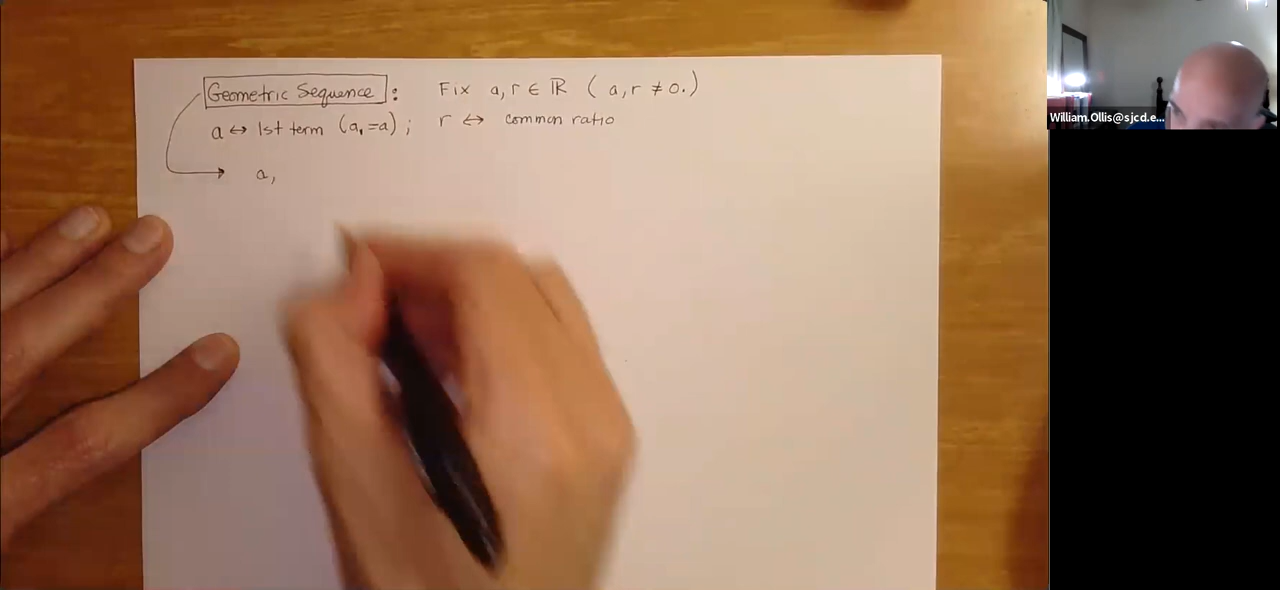 Geometric Sequence : Fix a, r ∈ ℝ ( a, r ≠ 0. )
a ↔ 1st term (a₁ = a) ; r ↔ common ratio
a,
William.Ollis@sjcd.e...